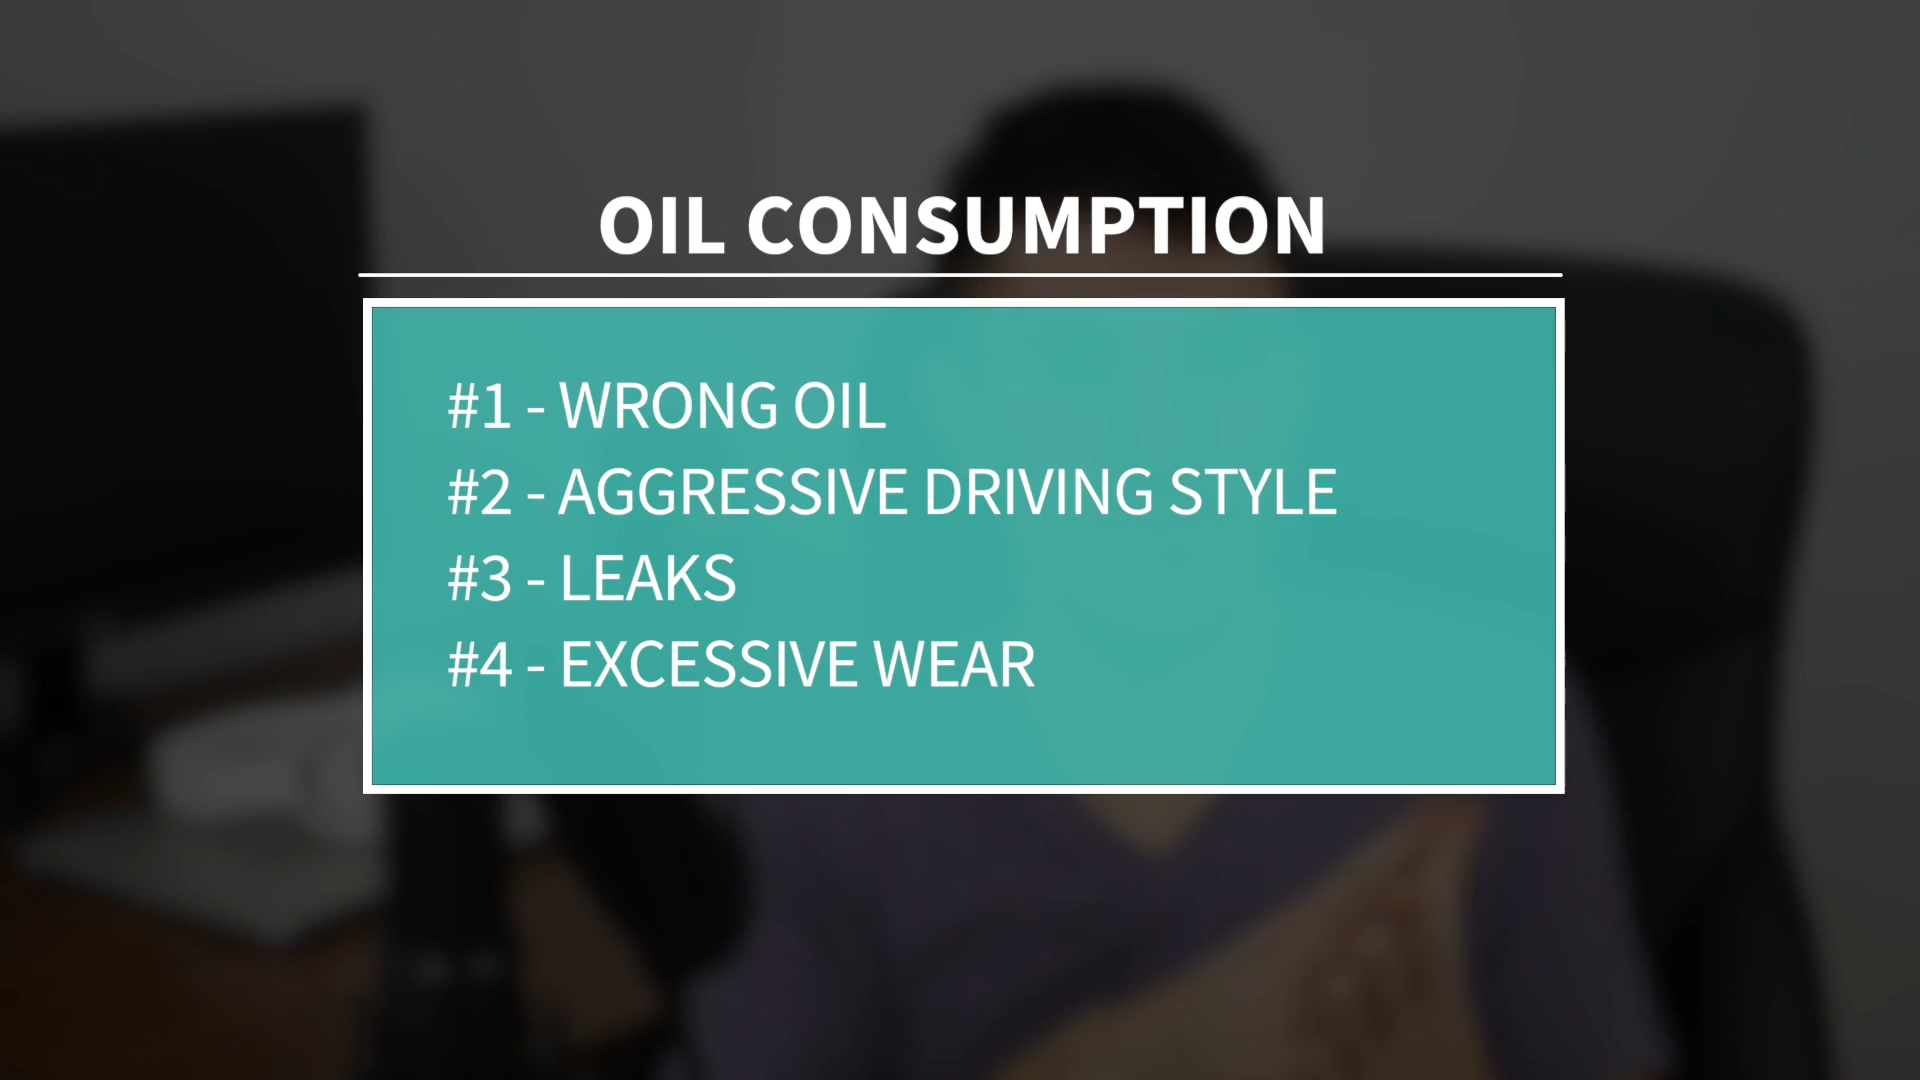 OIL CONSUMPTION
#1 - WRONG OIL
#2 - AGGRESSIVE DRIVING STYLE
#3 - LEAKS
#4 - EXCESSIVE WEAR